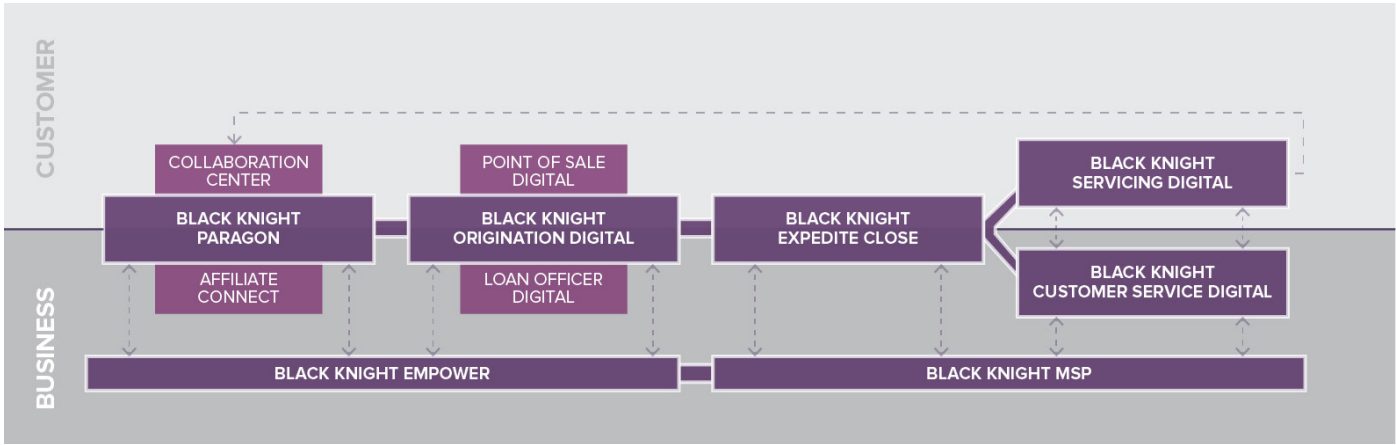 CUSTOMER
COLLABORATION
CENTER
BLACK KNIGHT
PARAGON
AFFILIATE
CONNECT
POINT OF SALE
DIGITAL
BLACK KNIGHT
ORIGINATION DIGITAL
LOAN OFFICER
DIGITAL
BLACK KNIGHT
EXPEDITE CLOSE
BLACK KNIGHT
SERVICING DIGITAL
BLACK KNIGHT
CUSTOMER SERVICE DIGITAL
BUSINESS
BLACK KNIGHT EMPOWER
BLACK KNIGHT MSP